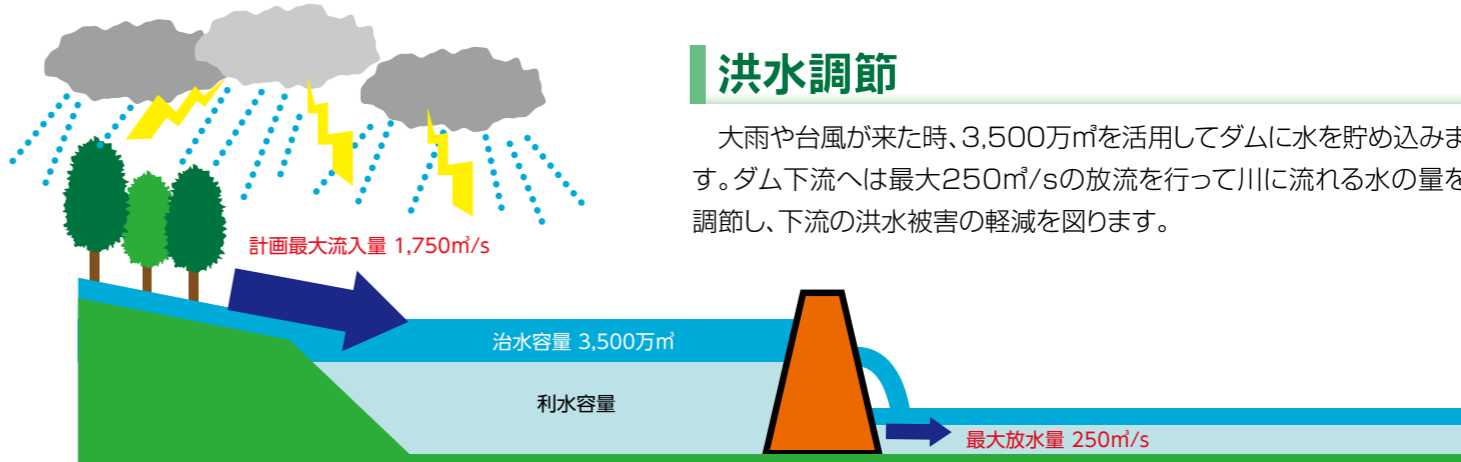 洪水調節
大雨や台風が来た時、3,500万㎥を活用してダムに水を貯め込みま
す。ダム下流へは最大250㎥/sの放流を行って川に流れる水の量を
調節し、下流の洪水被害の軽減を図ります。
計画最大流入量 1,750㎥/s
治水容量 3,500万㎥
利水容量
最大放水量 250㎥/s